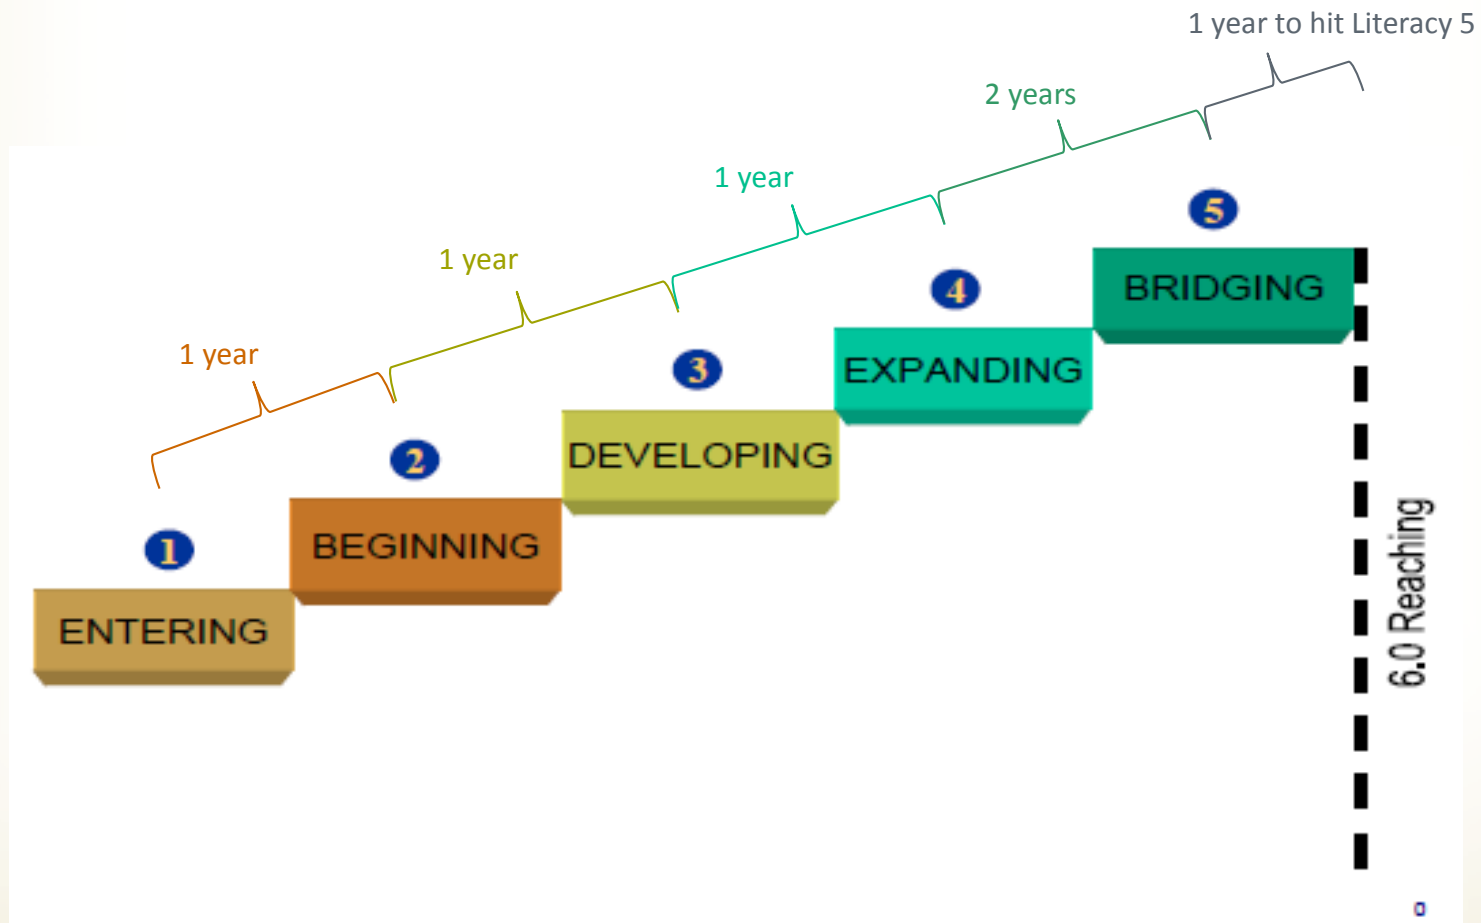 1 year to hit Literacy 5
2 years
1 year
1 year
1 year
5
BRIDGING
4
EXPANDING
3
DEVELOPING
2
BEGINNING
1
ENTERING
6.0 Reaching